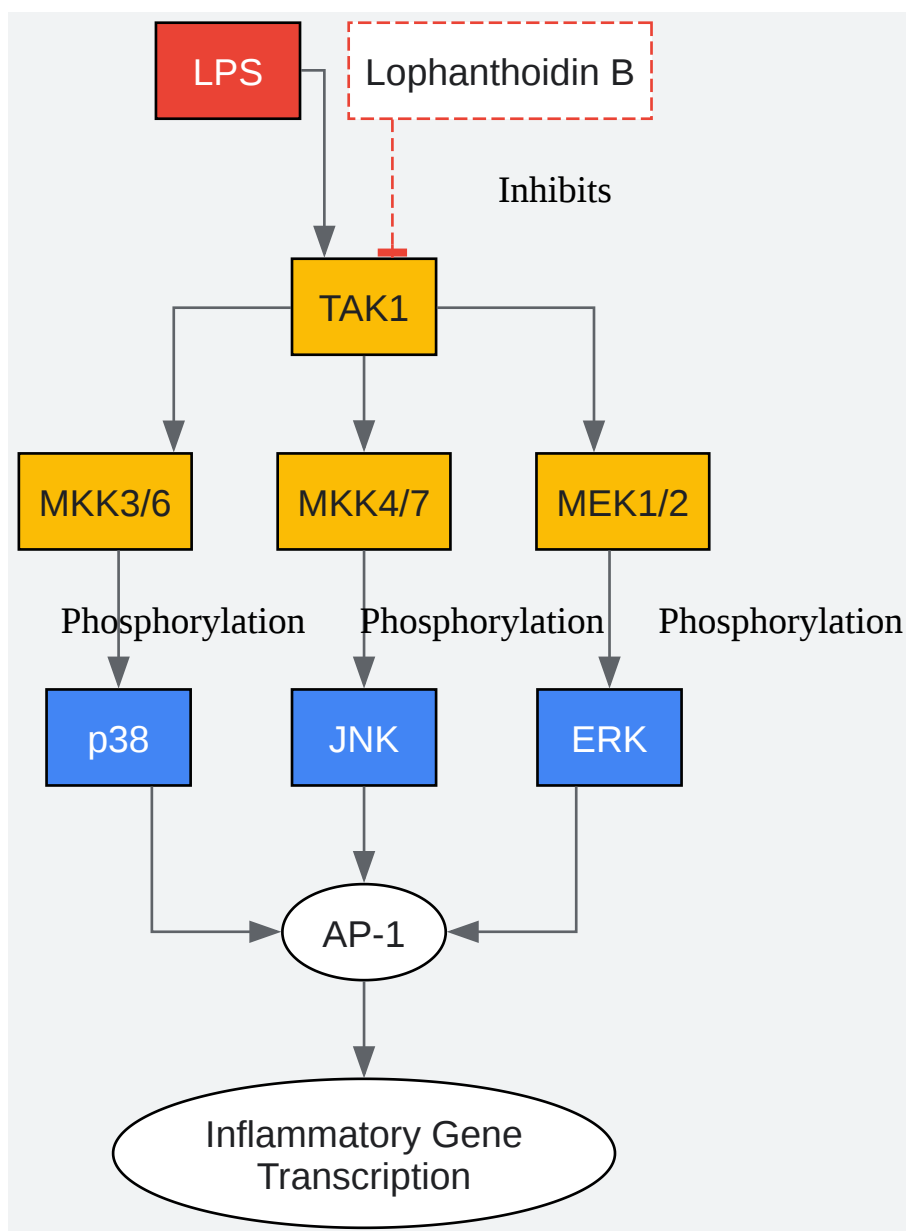 LPS
Lophanthoidin B
Inhibits
TAK1
MKK3/6
MKK4/7
MEK1/2
Phosphorylation
Phosphorylation
Phosphorylation
p38
JNK
ERK
AP-1
Inflammatory Gene
Transcription